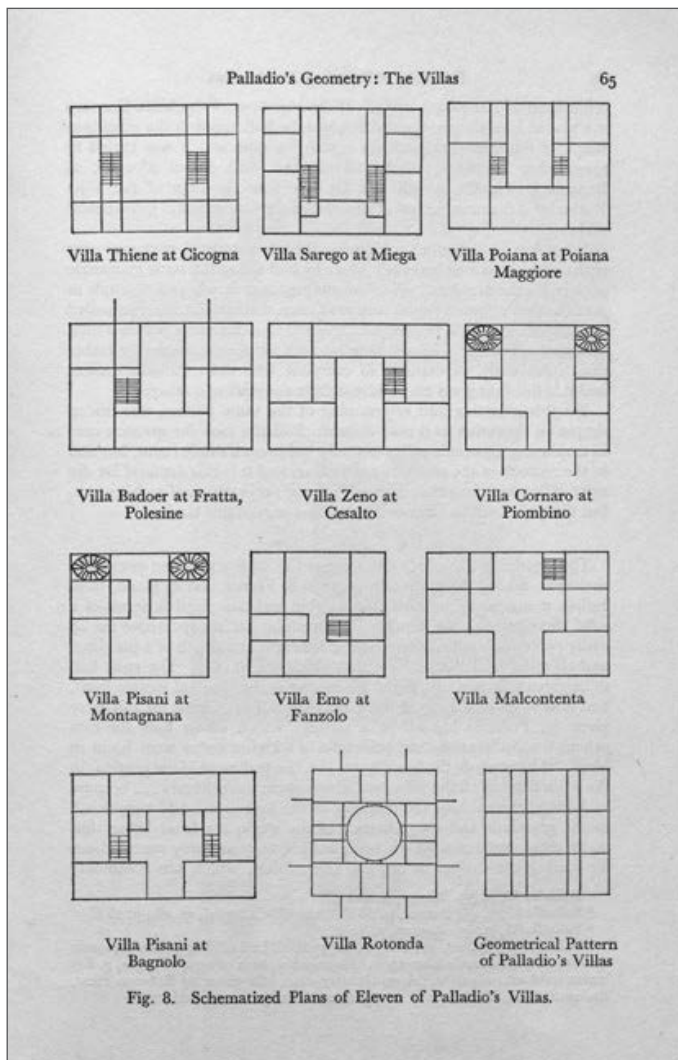 Palladio's Geometry: The Villas 65
Villa Thiene at Cicogna
Villa Sarego at Miega
Villa Poiana at Poiana
Maggiore
Villa Badoer at Fratta,
Polesine
Villa Zeno at
Cesalto
Villa Cornaro at
Piombino
Villa Pisani at
Montagnana
Villa Emo at
Fanzolo
Villa Malcontenta
Villa Pisani at
Bagnolo
Villa Rotonda
Geometrical Pattern
of Palladio's Villas
Fig. 8. Schematized Plans of Eleven of Palladio's Villas.